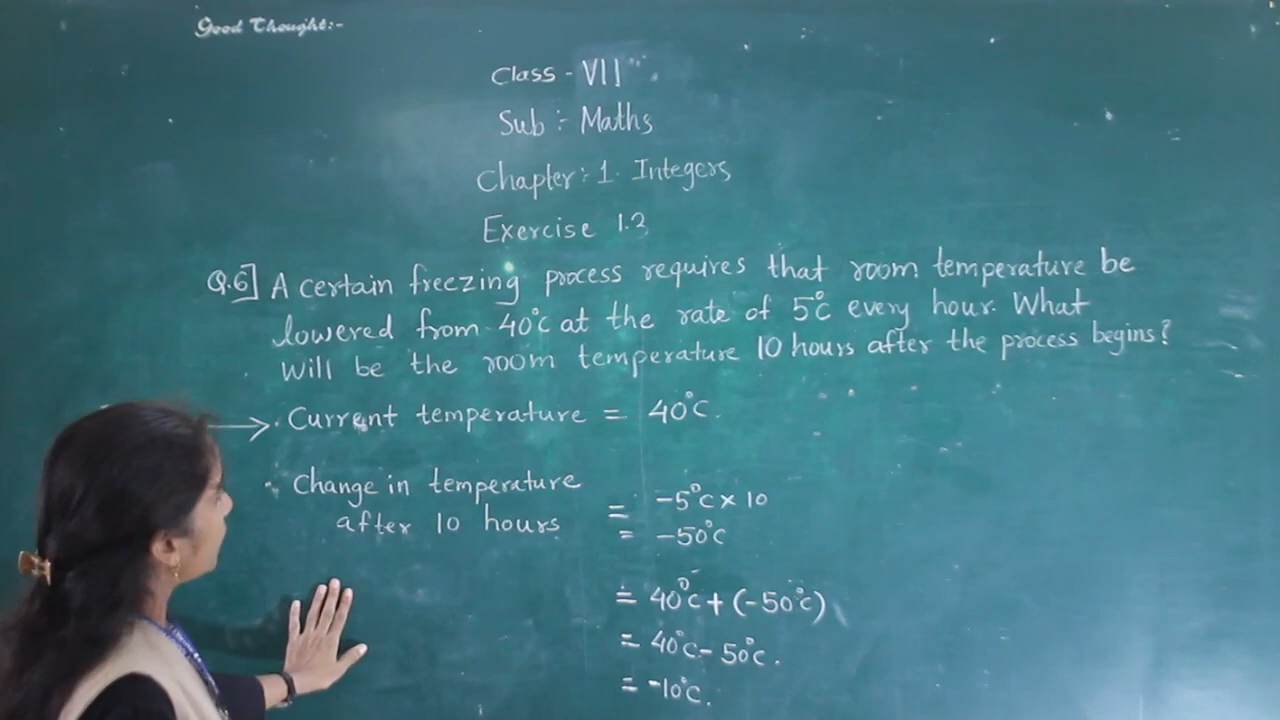 Good Thought:-
Class - VII
Sub :- Maths
Chapter : 1. Integers
Exercise 1.3
Q.6] A certain freezing process requires that room temperature be
lowered from 40°C at the rate of 5°C every hour. What
will be the room temperature 10 hours after the process begins?
→ • Current temperature = 40°C.
• Change in temperature
after 10 hours = -5°C × 10
= -50°C
= 40°C + (-50°C)
= 40°C - 50°C.
= -10°C.